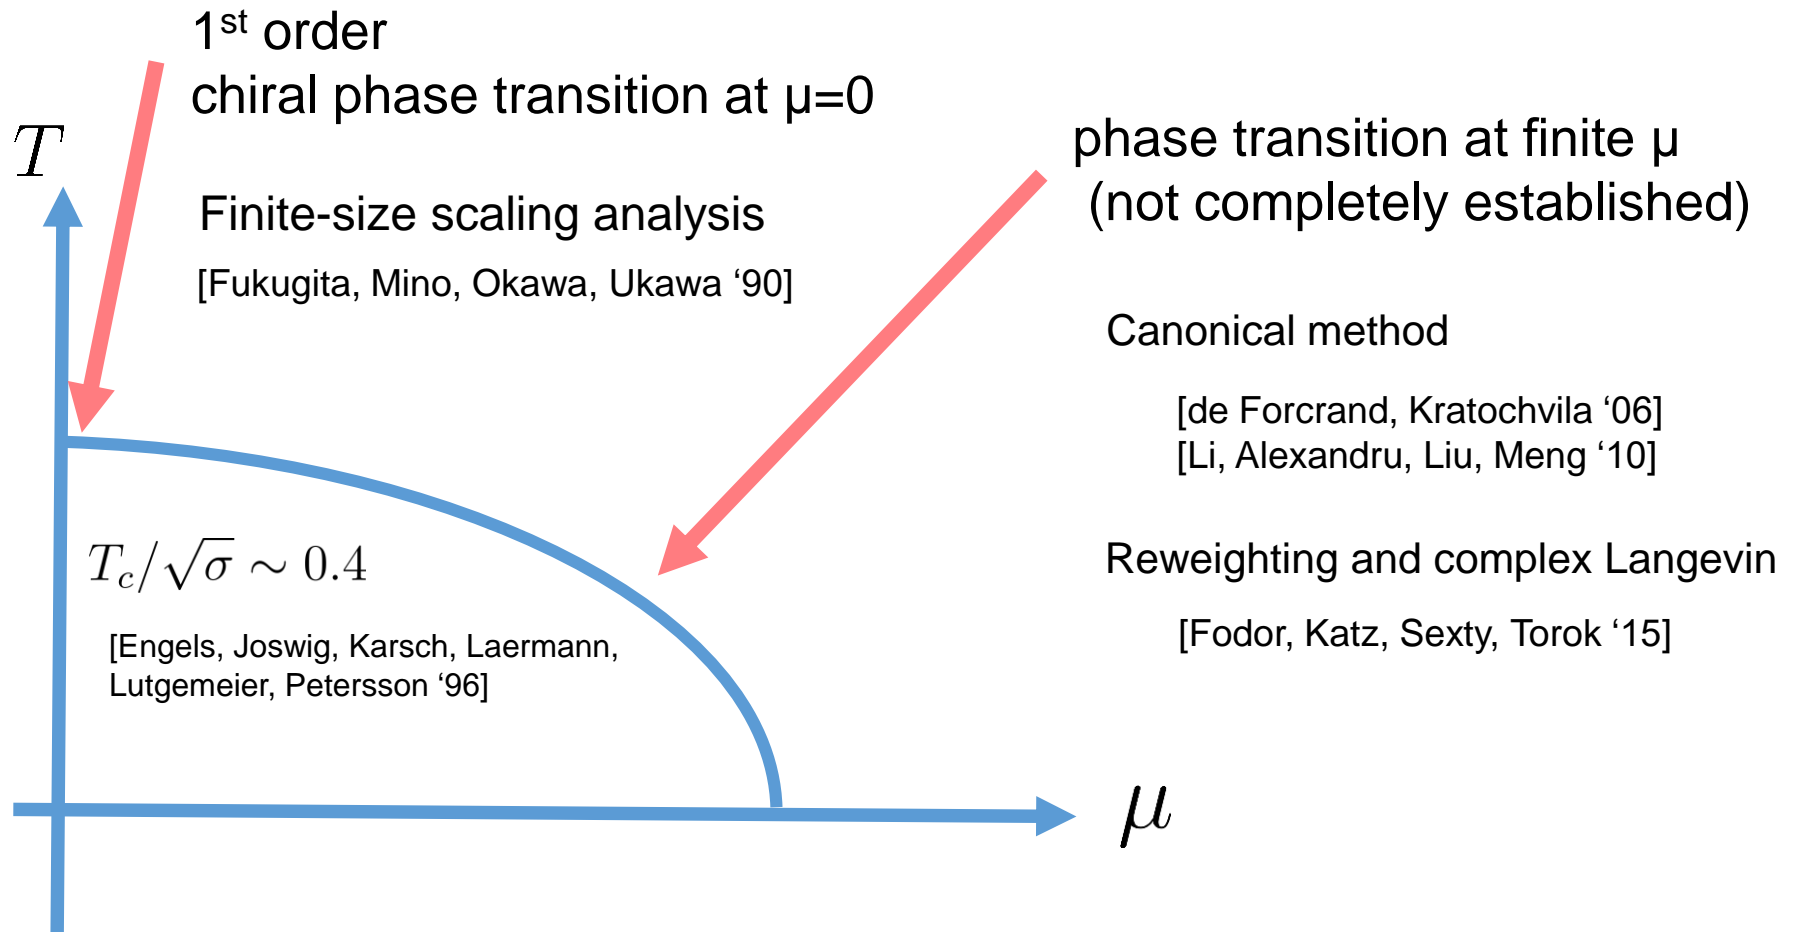 1st order
chiral phase transition at μ=0
T
phase transition at finite μ
(not completely established)
Finite-size scaling analysis
[Fukugita, Mino, Okawa, Ukawa ‘90]
Canonical method
[de Forcrand, Kratochvila ‘06]
[Li, Alexandru, Liu, Meng ‘10]
T_c/√σ ∼ 0.4
Reweighting and complex Langevin
[Engels, Joswig, Karsch, Laermann,
Lutgemeier, Petersson ‘96]
[Fodor, Katz, Sexty, Torok ‘15]
μ